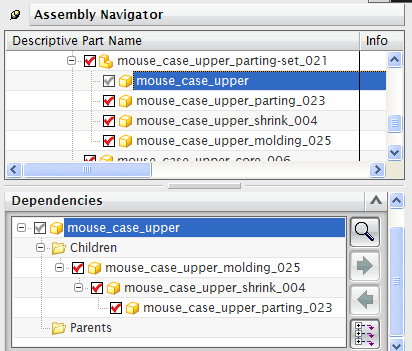 Assembly Navigator
Descriptive Part Name Info
mouse_case_upper_parting-set_021
mouse_case_upper
mouse_case_upper_parting_023
mouse_case_upper_shrink_004
mouse_case_upper_molding_025
mouse_case_upper_core_006
Dependencies
mouse_case_upper
Children
mouse_case_upper_molding_025
mouse_case_upper_shrink_004
mouse_case_upper_parting_023
Parents